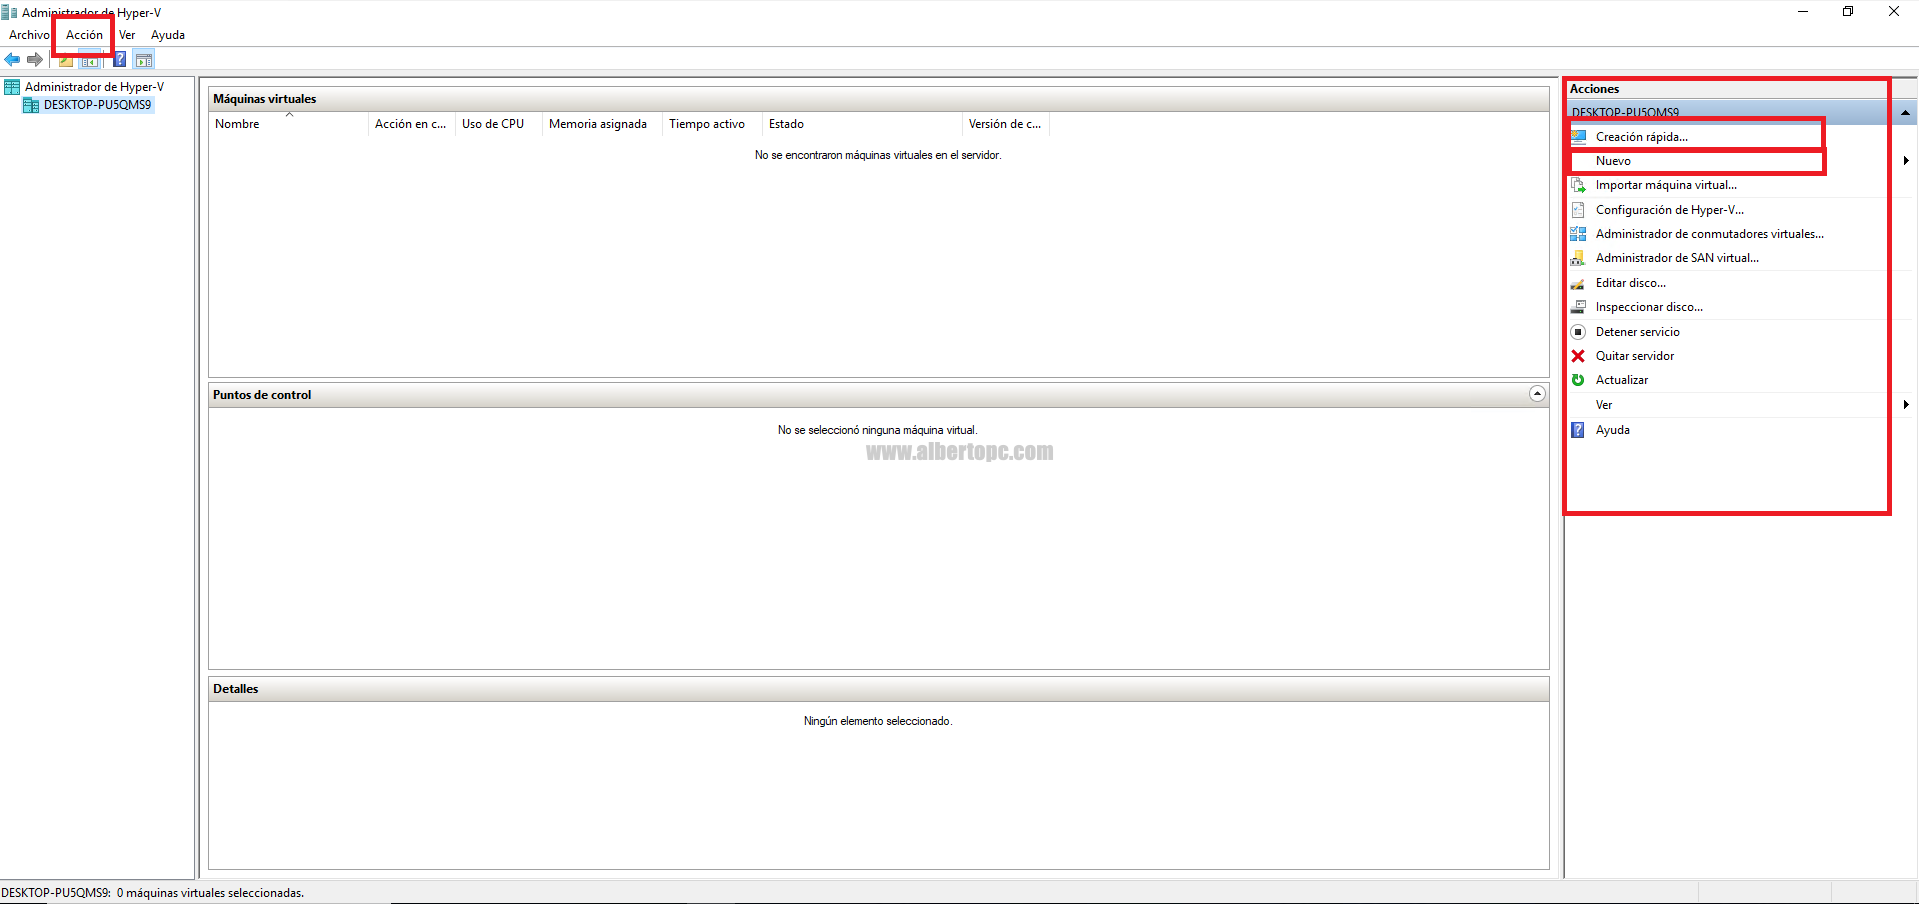 Administrador de Hyper-V
Archivo Acción Ver Ayuda
Administrador de Hyper-V
DESKTOP-PU5QMS9
Máquinas virtuales
Nombre Acción en c... Uso de CPU Memoria asignada Tiempo activo Estado Versión de c...
No se encontraron máquinas virtuales en el servidor.
Puntos de control
No se seleccionó ninguna máquina virtual.
www.albertopc.com
Detalles
Ningún elemento seleccionado.
Acciones
DESKTOP-PU5QMS9
Creación rápida...
Nuevo
Importar máquina virtual...
Configuración de Hyper-V...
Administrador de conmutadores virtuales...
Administrador de SAN virtual...
Editar disco...
Inspeccionar disco...
Detener servicio
Quitar servidor
Actualizar
Ver
Ayuda
DESKTOP-PU5QMS9: 0 máquinas virtuales seleccionadas.